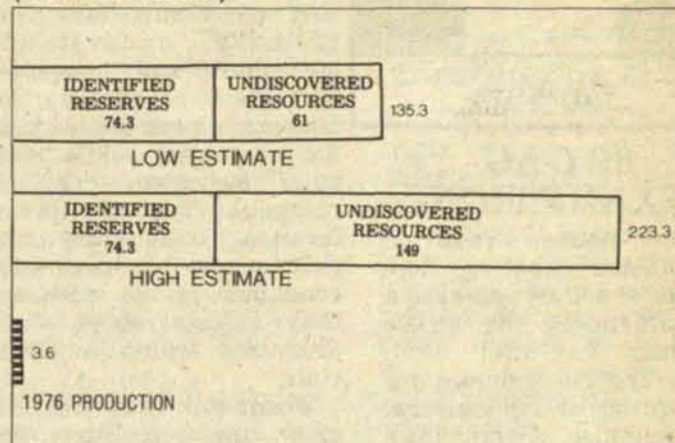 IDENTIFIED RESERVES 74.3
UNDISCOVERED RESOURCES 61
135.3
LOW ESTIMATE
IDENTIFIED RESERVES 74.3
UNDISCOVERED RESOURCES 149
223.3
HIGH ESTIMATE
3.6
1976 PRODUCTION